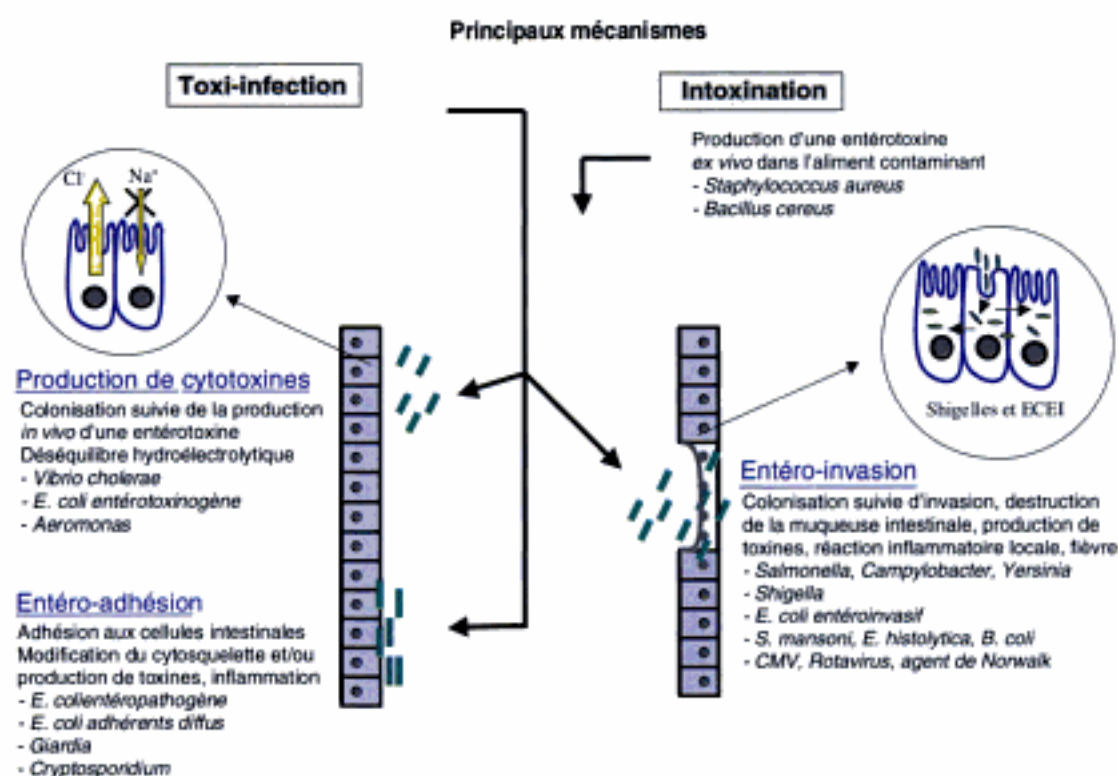 Principaux mécanismes
Toxi-infection
Intoxination
Production d'une entérotoxine
ex vivo dans l'aliment contaminant
- Staphylococcus aureus
- Bacillus cereus
Cl⁻
Na⁺
Production de cytotoxines
Colonisation suivie de la production
in vivo d'une entérotoxine
Déséquilibre hydroélectrolytique
- Vibrio cholerae
- E. coli entérotoxinogène
- Aeromonas
Shigelles et ECEI
Entéro-invasion
Colonisation suivie d'invasion, destruction
de la muqueuse intestinale, production de
toxines, réaction inflammatoire locale, fièvre
- Salmonella, Campylobacter, Yersinia
- Shigella
- E. coli entéroinvasif
- S. mansoni, E. histolytica, B. coli
- CMV, Rotavirus, agent de Norwalk
Entéro-adhésion
Adhésion aux cellules intestinales
Modification du cytosquelette et/ou
production de toxines, inflammation
- E. colientéropathogène
- E. coli adhérents diffus
- Giardia
- Cryptosporidium